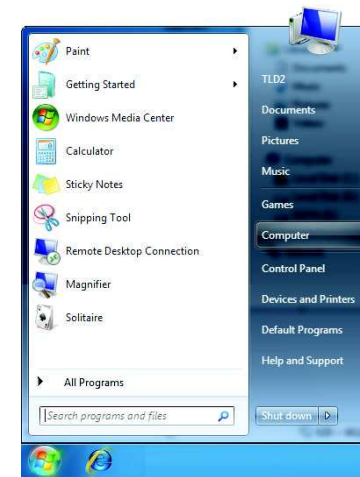 Paint
Getting Started
Windows Media Center
Calculator
Sticky Notes
Snipping Tool
Remote Desktop Connection
Magnifier
Solitaire
All Programs
Search programs and files
TLD2
Documents
Pictures
Music
Games
Computer
Control Panel
Devices and Printers
Default Programs
Help and Support
Shut down